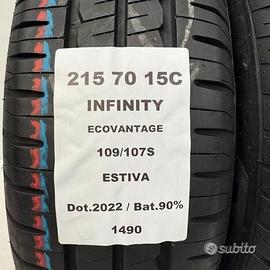 215 70 15C
INFINITY
ECOVANTAGE
109/107S
ESTIVA
Dot.2022 / Bat.90%
1490
subito